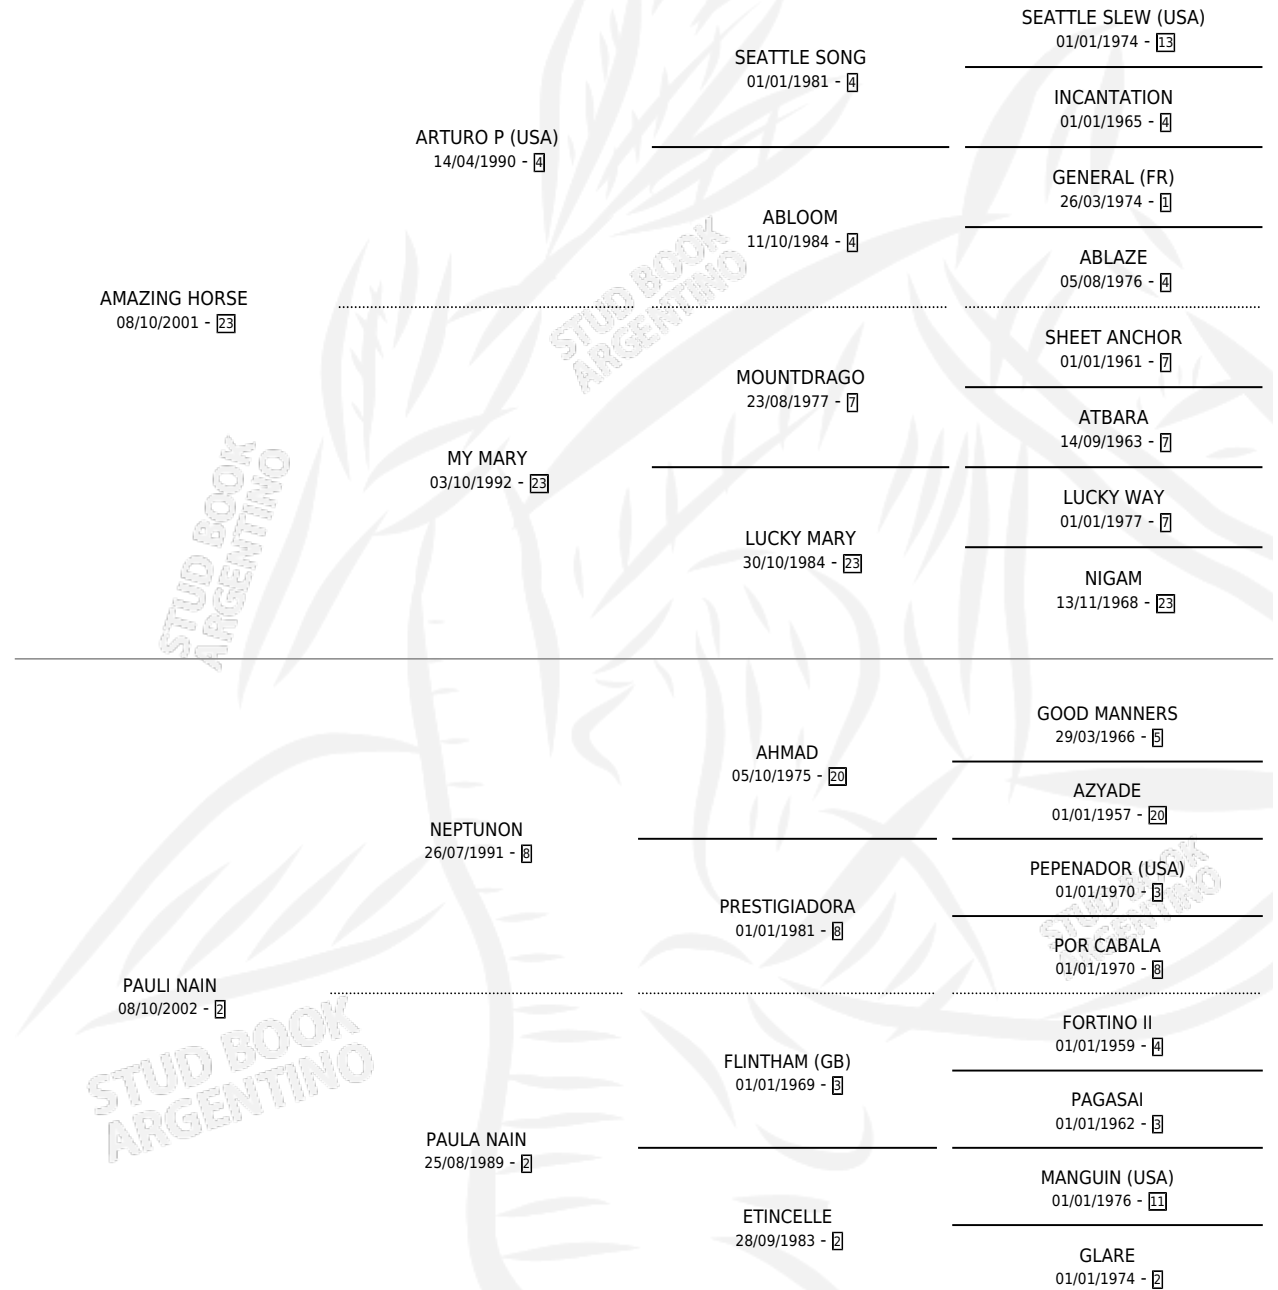 SEATTLE SLEW (USA)
01/01/1974 - 13
SEATTLE SONG
01/01/1981 - 4
INCANTATION
01/01/1965 - 4
ARTURO P (USA)
14/04/1990 - 4
GENERAL (FR)
26/03/1974 - 1
ABLOOM
11/10/1984 - 4
ABLAZE
05/08/1976 - 4
AMAZING HORSE
08/10/2001 - 23
STUD BOOK
ARGENTINO
SHEET ANCHOR
01/01/1961 - 7
MOUNTDRAGO
23/08/1977 - 7
ATBARA
14/09/1963 - 7
MY MARY
03/10/1992 - 23
LUCKY WAY
01/01/1977 - 7
LUCKY MARY
30/10/1984 - 23
NIGAM
13/11/1968 - 23
STUD BOOK
ARGENTINO
GOOD MANNERS
29/03/1966 - 5
AHMAD
05/10/1975 - 20
AZYADE
01/01/1957 - 20
NEPTUNON
26/07/1991 - 8
PEPENADOR (USA)
01/01/1970 - 3
PRESTIGIADORA
01/01/1981 - 8
POR CABALA
01/01/1970 - 8
STUD BOOK
ARGENTINO
PAULI NAIN
08/10/2002 - 2
STUD BOOK
ARGENTINO
FORTINO II
01/01/1959 - 4
FLINTHAM (GB)
01/01/1969 - 3
PAGASAI
01/01/1962 - 3
PAULA NAIN
25/08/1989 - 2
MANGUIN (USA)
01/01/1976 - 11
ETINCELLE
28/09/1983 - 2
GLARE
01/01/1974 - 2